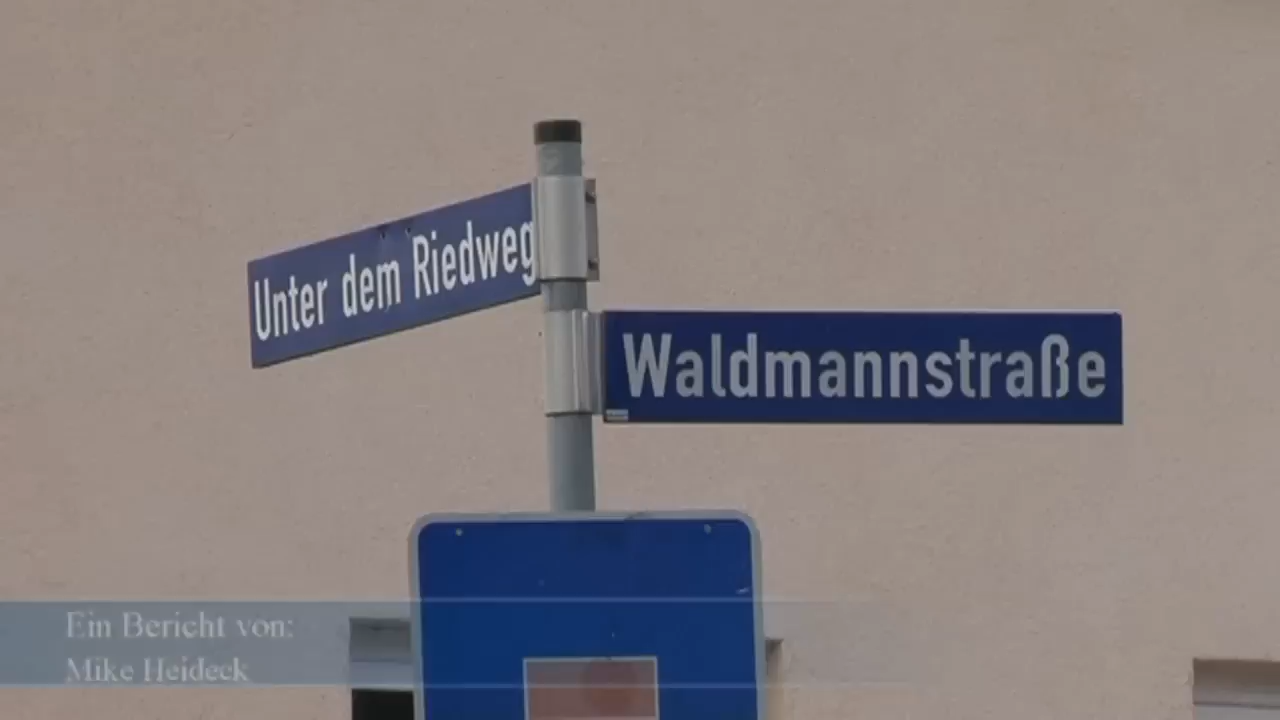 Unter dem Riedweg
Waldmannstraße
Ein Bericht von:
Mike Heideck